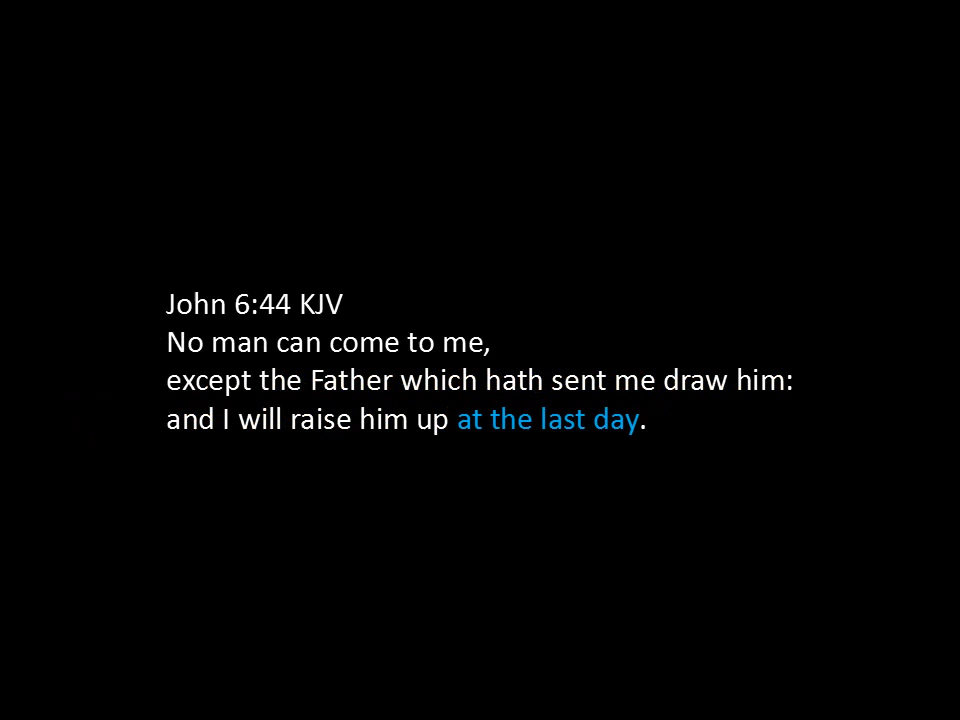 John 6:44 KJV
No man can come to me,
except the Father which hath sent me draw him:
and I will raise him up at the last day.